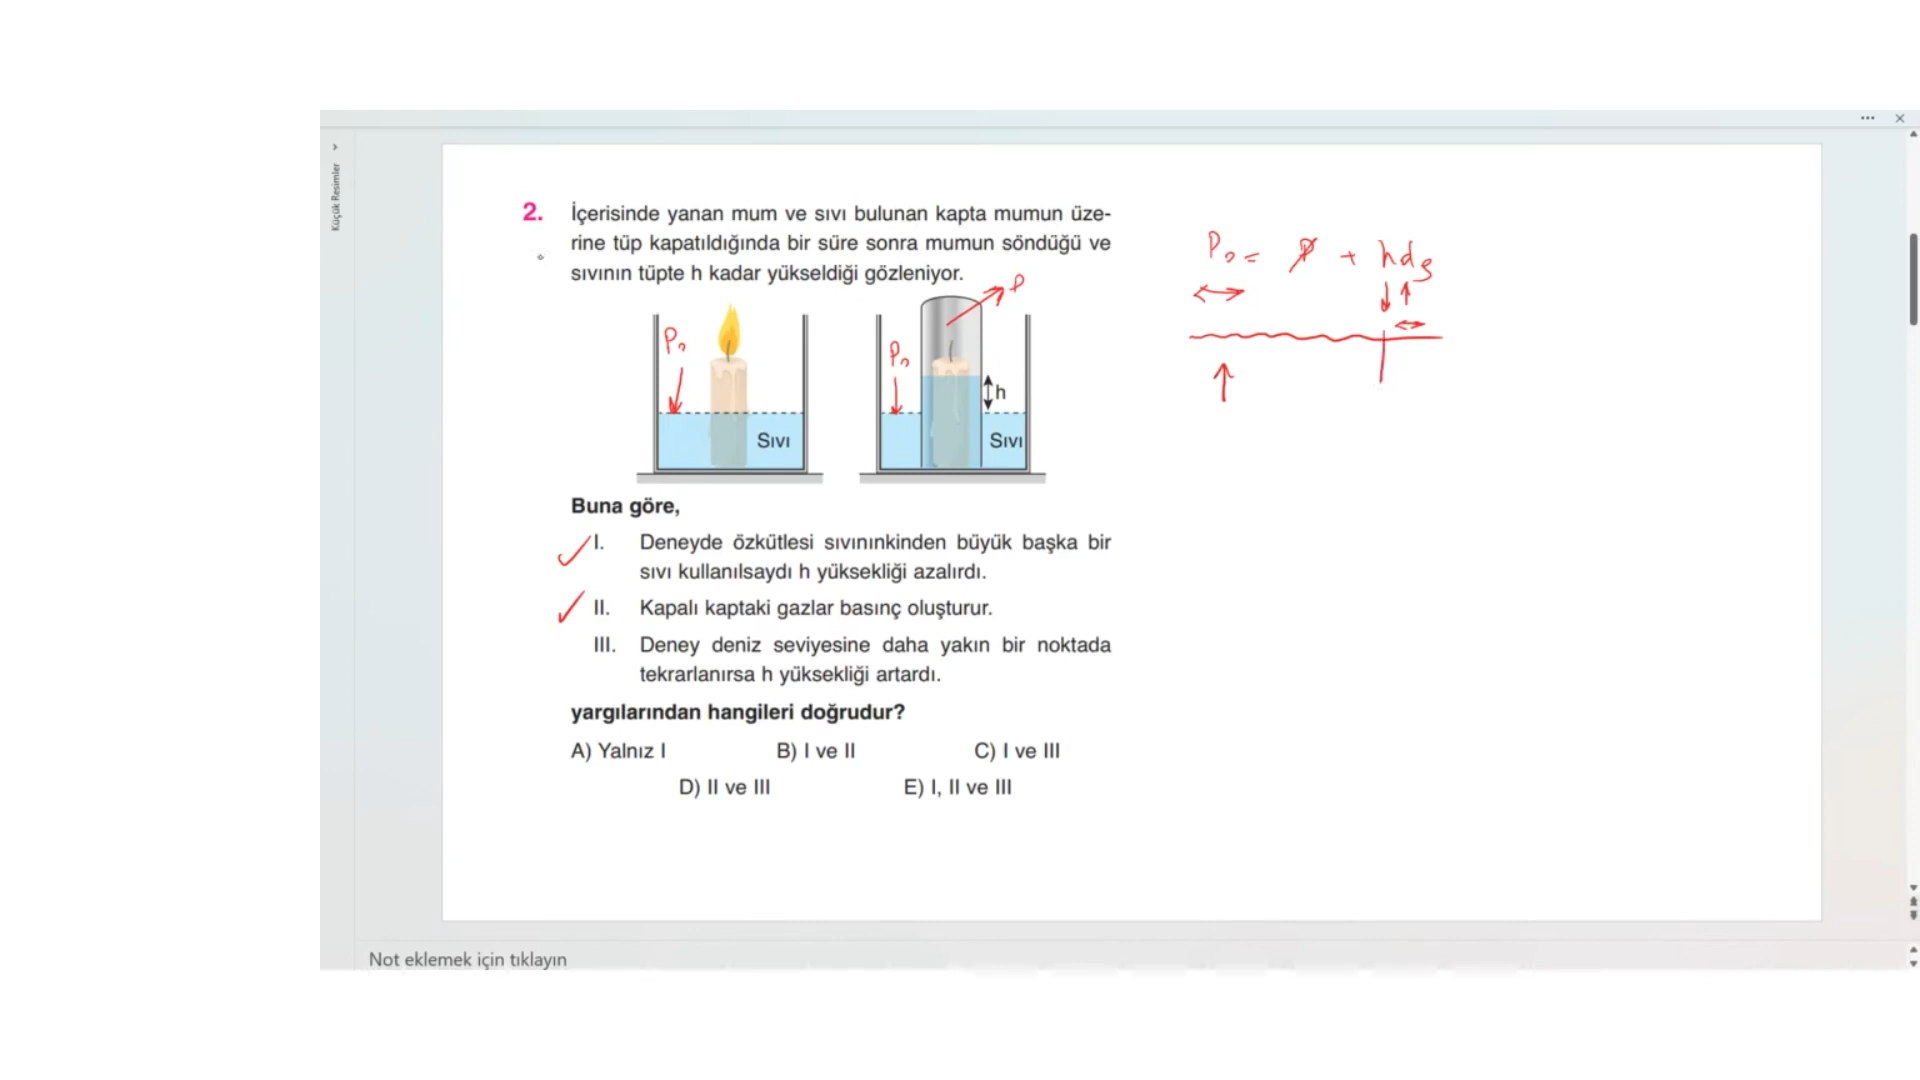 Küçük Resimler
2. İçerisinde yanan mum ve sıvı bulunan kapta mumun üze-
rine tüp kapatıldığında bir süre sonra mumun söndüğü ve
sıvının tüpte h kadar yükseldiği gözleniyor.
P₀ = P + hdg
P
P₀
P₀
h
Sıvı
Sıvı
Buna göre,
I. Deneyde özkütlesi sıvınınkinden büyük başka bir
sıvı kullanılsaydı h yüksekliği azalırdı.
II. Kapalı kaptaki gazlar basınç oluşturur.
III. Deney deniz seviyesine daha yakın bir noktada
tekrarlanırsa h yüksekliği artardı.
yargılarından hangileri doğrudur?
A) Yalnız I B) I ve II C) I ve III
D) II ve III E) I, II ve III
Not eklemek için tıklayın